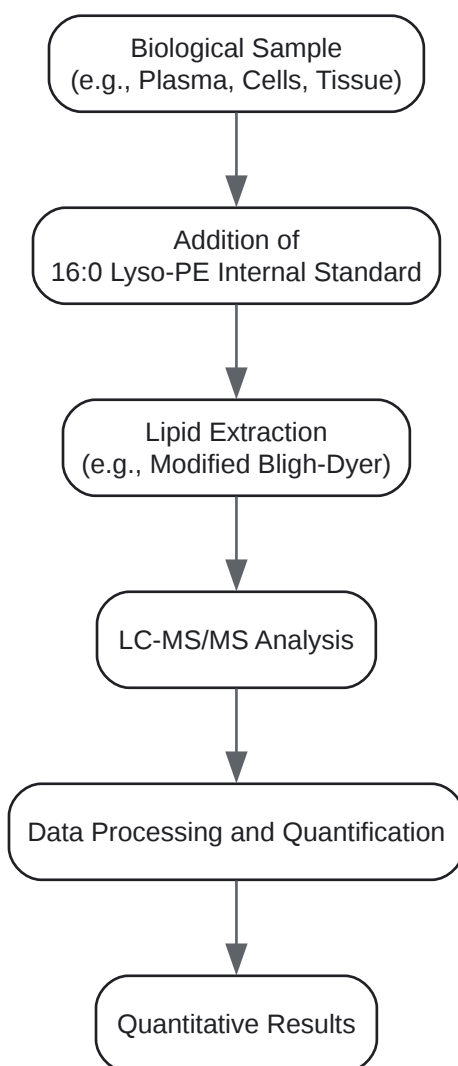 Biological Sample
(e.g., Plasma, Cells, Tissue)
Addition of
16:0 Lyso-PE Internal Standard
Lipid Extraction
(e.g., Modified Bligh-Dyer)
LC-MS/MS Analysis
Data Processing and Quantification
Quantitative Results